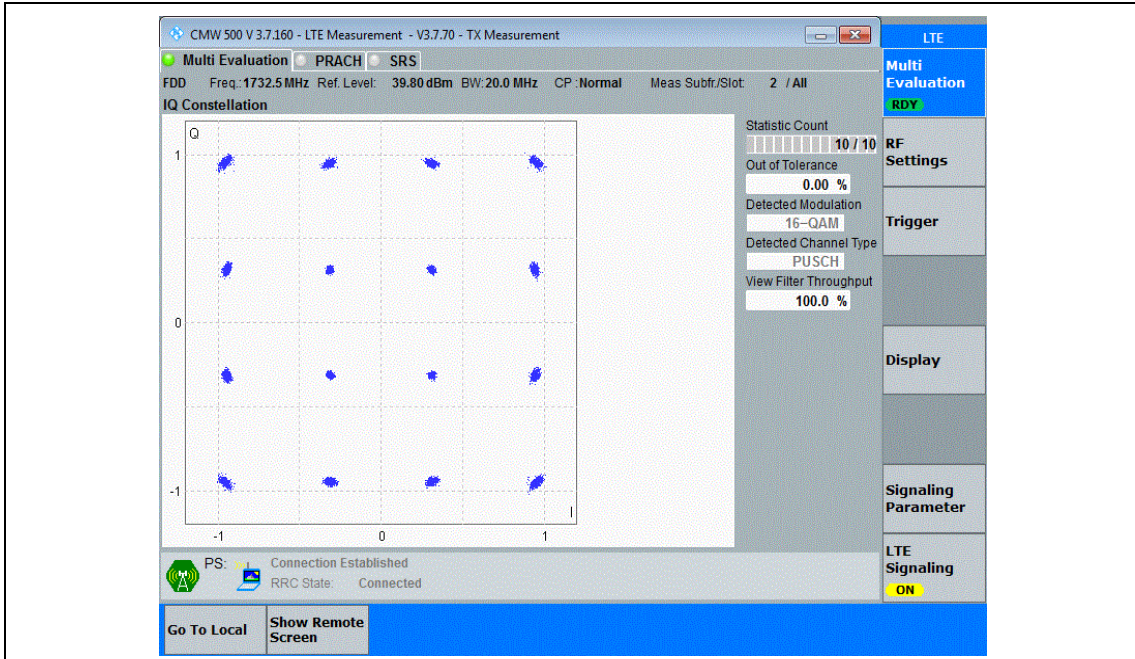 CMW 500 V 3.7.160 - LTE Measurement - V3.7.70 - TX Measurement
LTE
Multi Evaluation PRACH SRS
FDD Freq.:1732.5 MHz Ref. Level: 39.80 dBm BW:20.0 MHz CP :Normal Meas Subfr./Slot: 2 / All
IQ Constellation
Q
1
0
-1
-1 0 1
I
Statistic Count
10 / 10
Out of Tolerance
0.00 %
Detected Modulation
16-QAM
Detected Channel Type
PUSCH
View Filter Throughput
100.0 %
Multi
Evaluation
RDY
RF
Settings
Trigger
Display
Signaling
Parameter
LTE
Signaling
ON
PS: Connection Established
RRC State: Connected
Go To Local
Show Remote
Screen